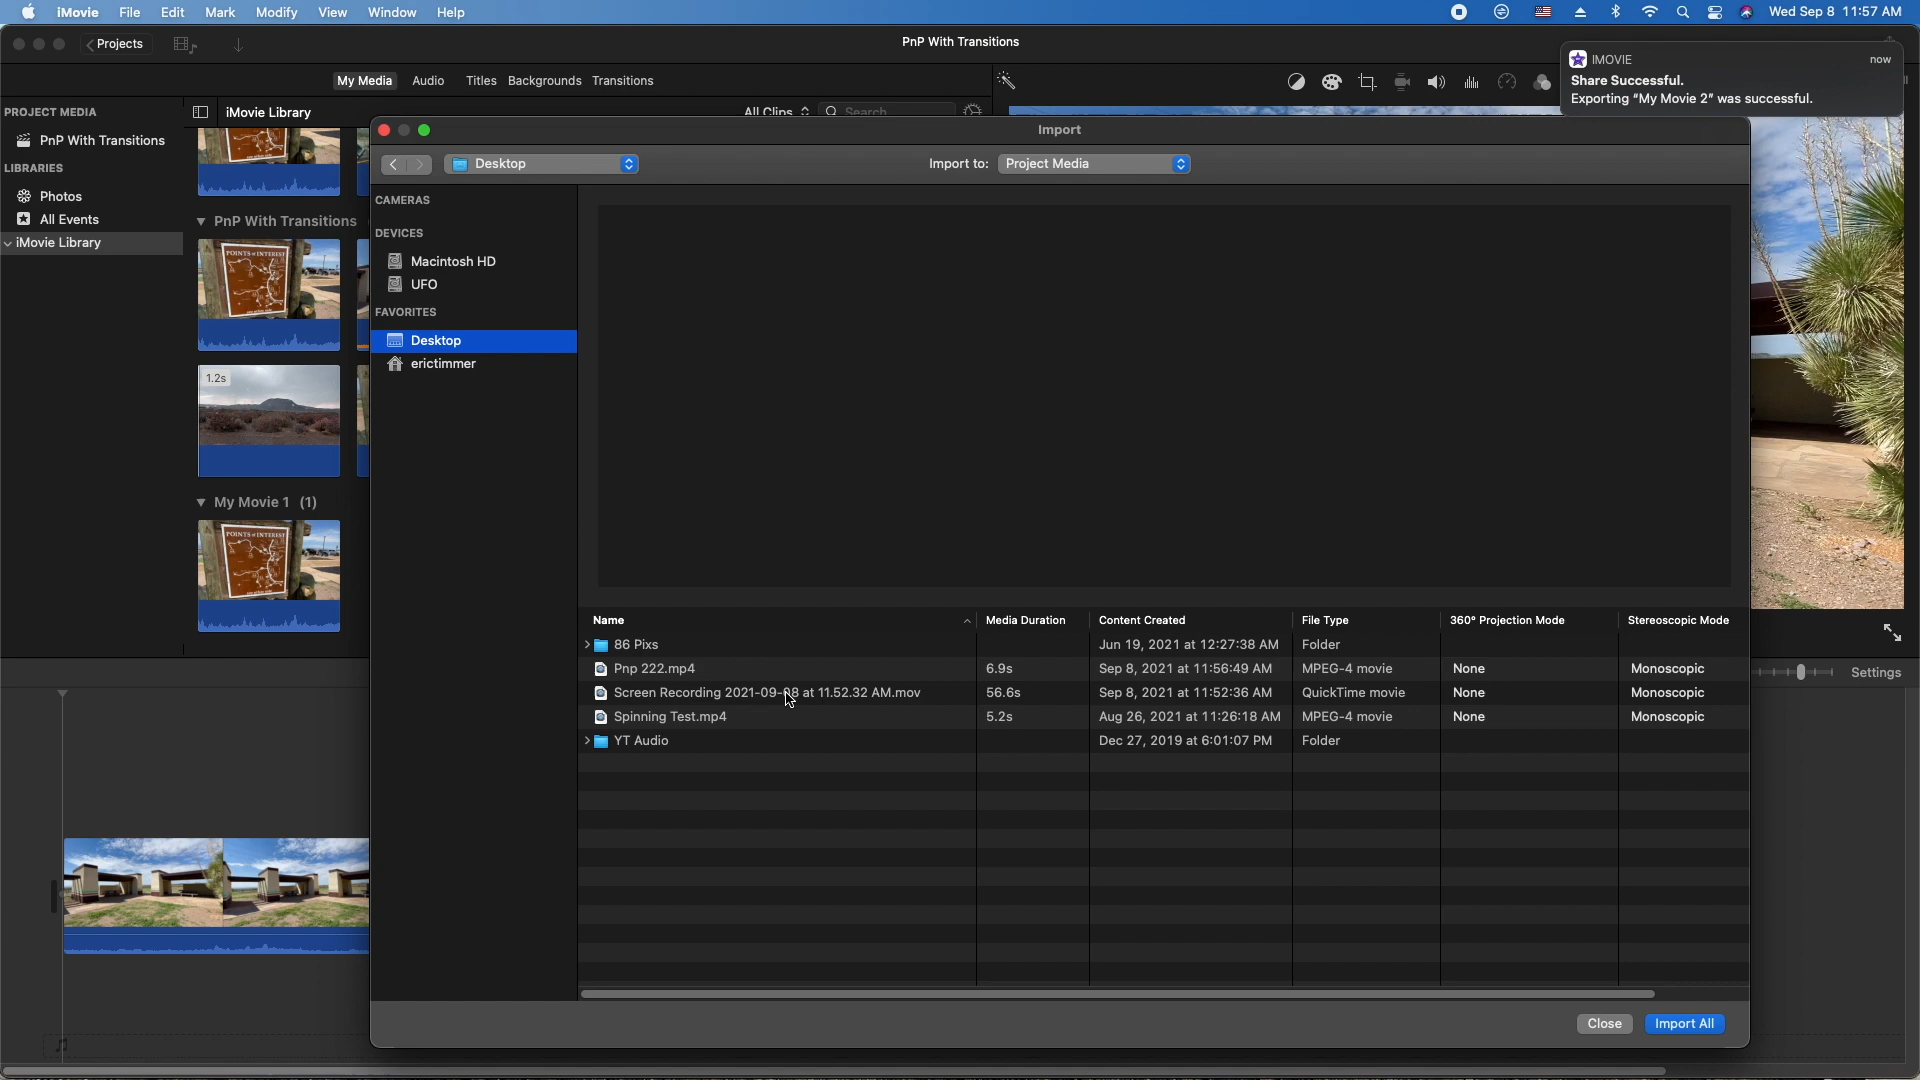 iMovie File Edit Mark Modify View Window Help
Wed Sep 8 11:57 AM
Projects
PnP With Transitions
IMOVIE now
Share Successful.
Exporting “My Movie 2” was successful.
My Media Audio Titles Backgrounds Transitions
PROJECT MEDIA
PnP With Transitions
LIBRARIES
Photos
All Events
iMovie Library
iMovie Library
All Clips
Search
PnP With Transitions
POINTS of INTEREST
1.2s
My Movie 1 (1)
POINTS of INTEREST
Import
Desktop
Import to: Project Media
CAMERAS
DEVICES
Macintosh HD
UFO
FAVORITES
Desktop
erictimmer
Name Media Duration Content Created File Type 360° Projection Mode Stereoscopic Mode
86 Pixs Jun 19, 2021 at 12:27:38 AM Folder
Pnp 222.mp4 6.9s Sep 8, 2021 at 11:56:49 AM MPEG-4 movie None Monoscopic
Screen Recording 2021-09-08 at 11.52.32 AM.mov 56.6s Sep 8, 2021 at 11:52:36 AM QuickTime movie None Monoscopic
Spinning Test.mp4 5.2s Aug 26, 2021 at 11:26:18 AM MPEG-4 movie None Monoscopic
YT Audio Dec 27, 2019 at 6:01:07 PM Folder
Settings
Close Import All